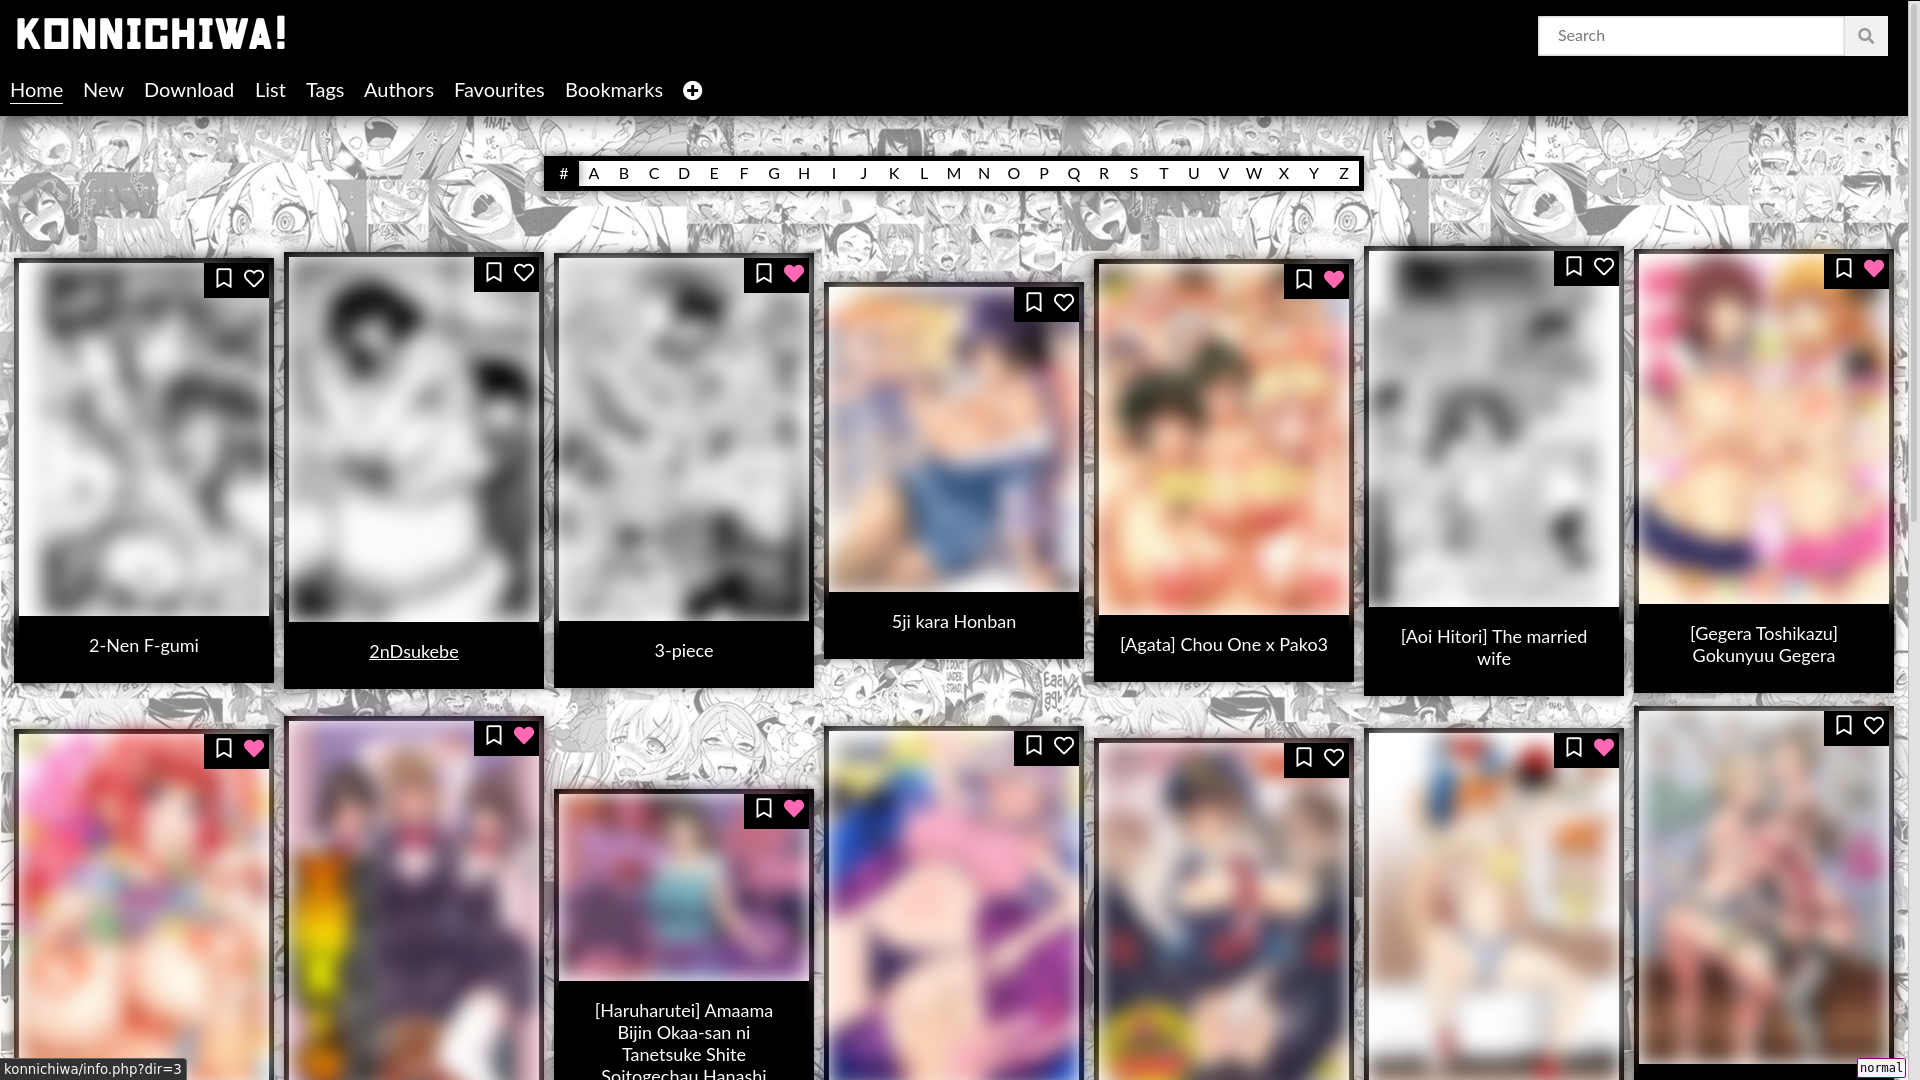 KONNICHIWA!
Search
Home New Download List Tags Authors Favourites Bookmarks
# A B C D E F G H I J K L M N O P Q R S T U V W X Y Z
2-Nen F-gumi
2nDsukebe
3-piece
5ji kara Honban
[Agata] Chou One x Pako3
[Aoi Hitori] The married
wife
[Gegera Toshikazu]
Gokunyuu Gegera
[Haruharutei] Amaama
Bijin Okaa-san ni
Tanetsuke Shite
Soitogechau Hanashi
konnichiwa/info.php?dir=3
normal